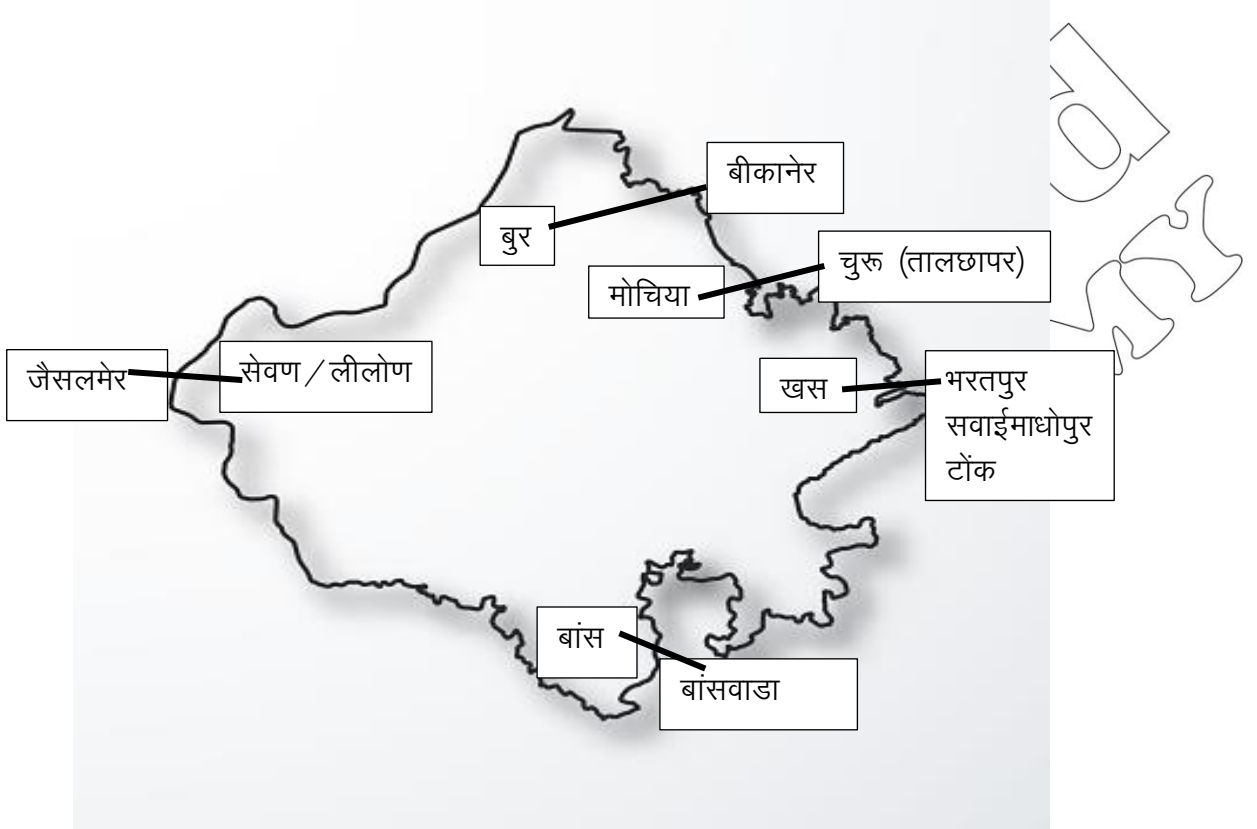 बीकानेर
बुर
चुरू (तालछापर)
मोचिया
जैसलमेर
सेवण / लीलोण
खस
भरतपुर
सवाईमाधोपुर
टोंक
बांस
बांसवाडा